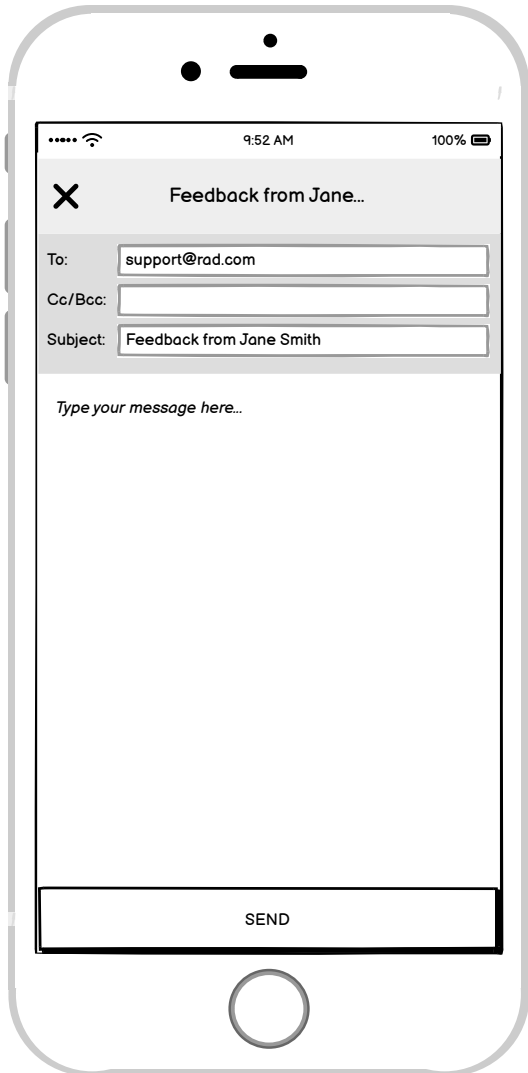 9:52 AM 100%
Feedback from Jane...
To: support@rad.com
Cc/Bcc:
Subject: Feedback from Jane Smith
Type your message here...
SEND